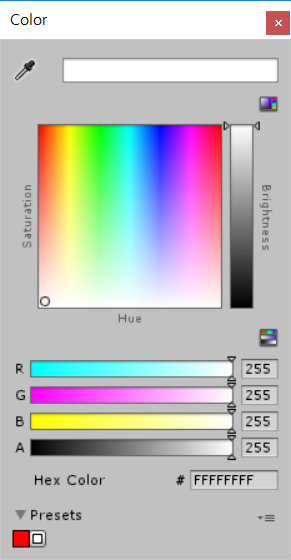 Color
Saturation
Brightness
Hue
R 255
G 255
B 255
A 255
Hex Color # FFFFFFFF
Presets